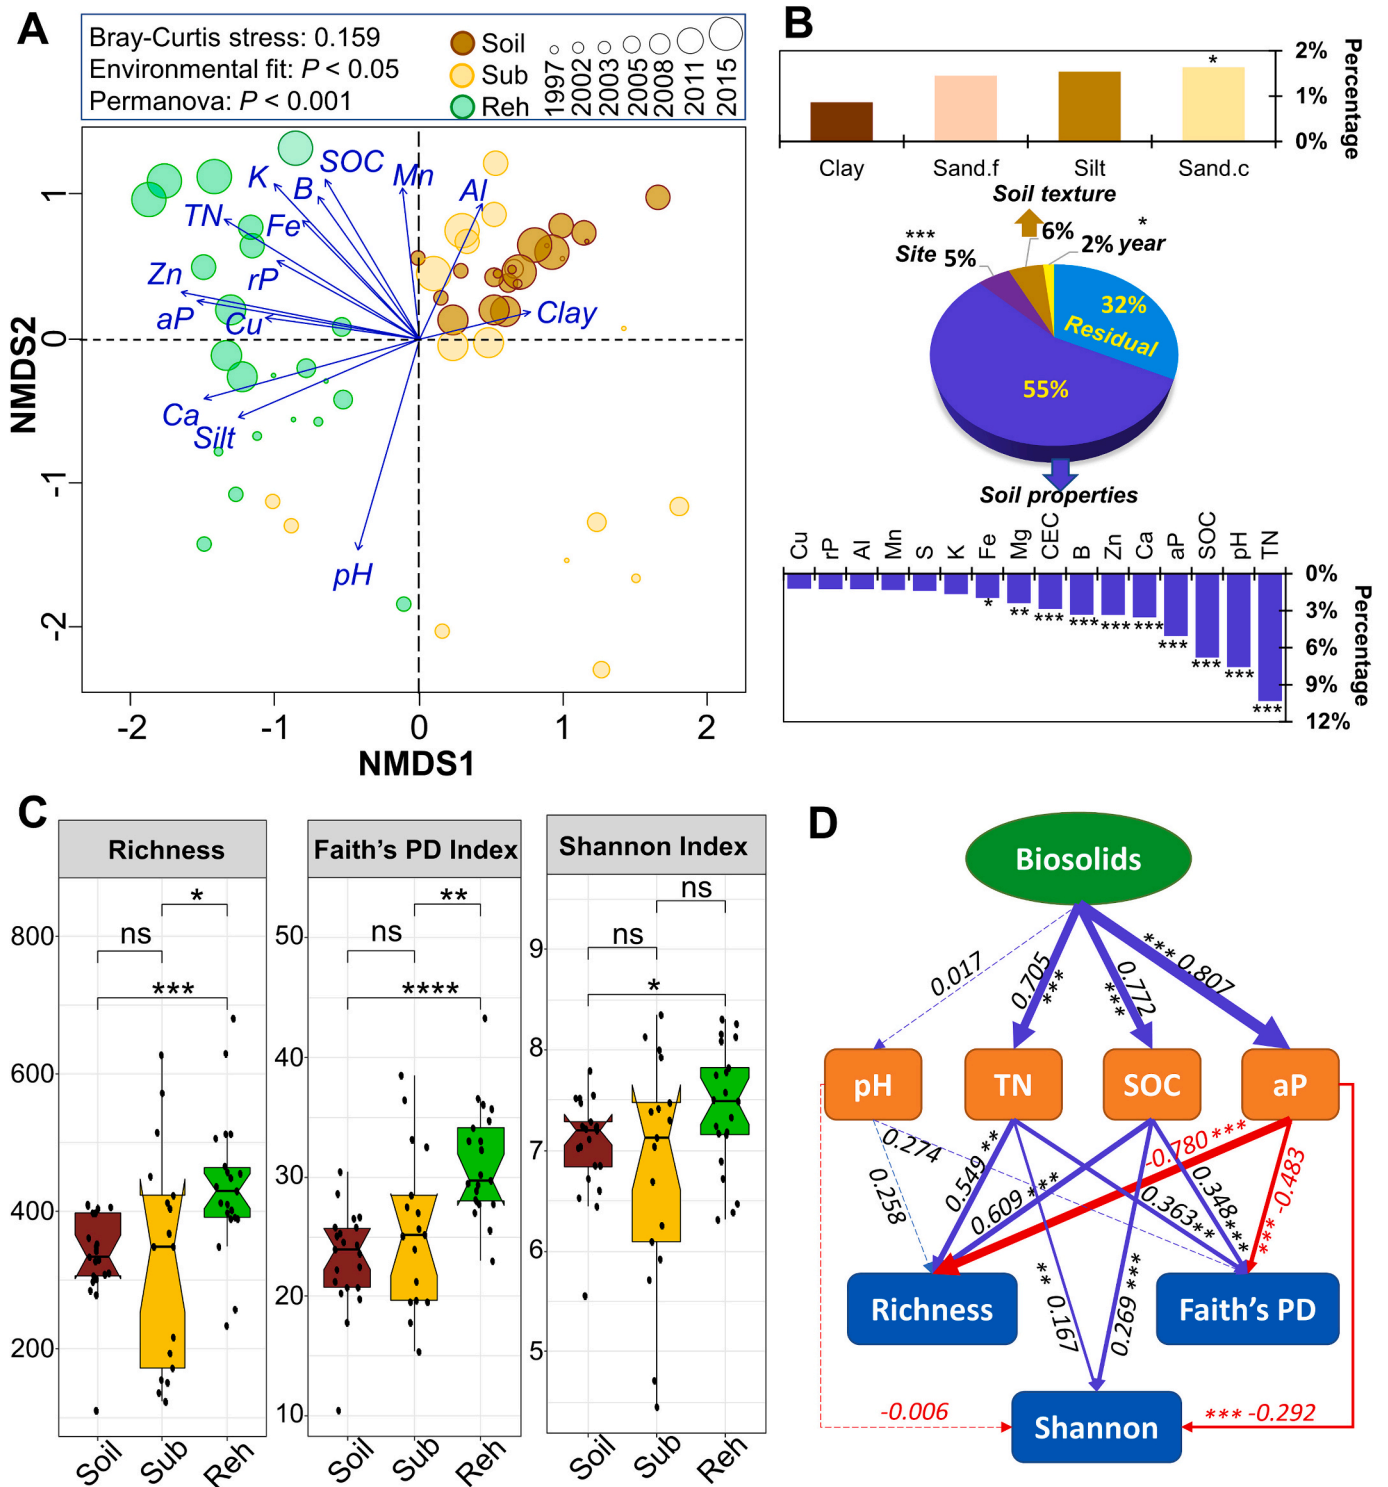 A
Bray-Curtis stress: 0.159
Environmental fit: P < 0.05
Permanova: P < 0.001
Soil
Sub
Reh
1997
2002
2003
2005
2008
2011
2015
K
SOC
B
Mn
Al
TN
Fe
rP
Zn
aP
Cu
Clay
Ca
Silt
pH
1
0
-1
-2
NMDS2
-2
-1
0
1
2
NMDS1
B
2%
1%
0%
Percentage
Clay
Sand.f
Silt
Sand.c
*
Soil texture
***
Site
5%
6%
2%
year
*
32%
Residual
55%
Soil properties
Cu
rP
Al
Mn
S
K
Fe
Mg
CEC
B
Zn
Ca
aP
SOC
pH
TN
*
**
***
***
***
***
***
***
***
***
0%
3%
6%
9%
12%
Percentage
C
Richness
*
ns
***
800
600
400
200
Soil
Sub
Reh
Faith's PD Index
**
ns
****
50
40
30
20
10
Soil
Sub
Reh
Shannon Index
ns
ns
*
9
8
7
6
5
Soil
Sub
Reh
D
Biosolids
0.017
0.705
***
0.772
***
*** 0.807
pH
TN
SOC
aP
0.274
0.258
0.549 **
0.609 ***
-0.780 ***
0.363 **
0.348 ***
*** -0.483
** 0.167
0.269 ***
Richness
Faith's PD
-0.006
Shannon
*** -0.292